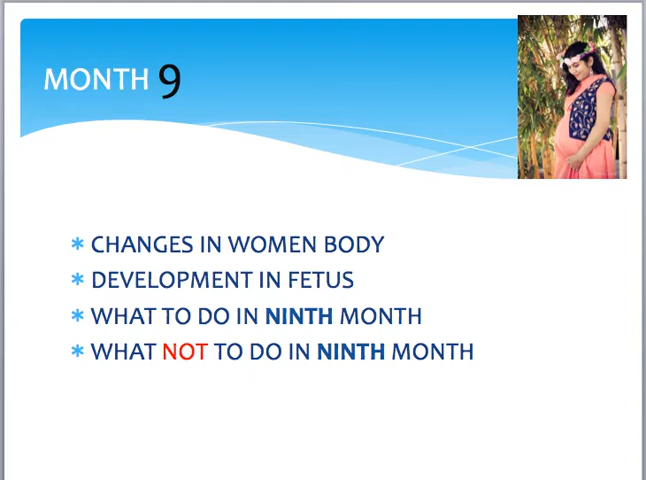 MONTH 9
* CHANGES IN WOMEN BODY
* DEVELOPMENT IN FETUS
* WHAT TO DO IN NINTH MONTH
* WHAT NOT TO DO IN NINTH MONTH